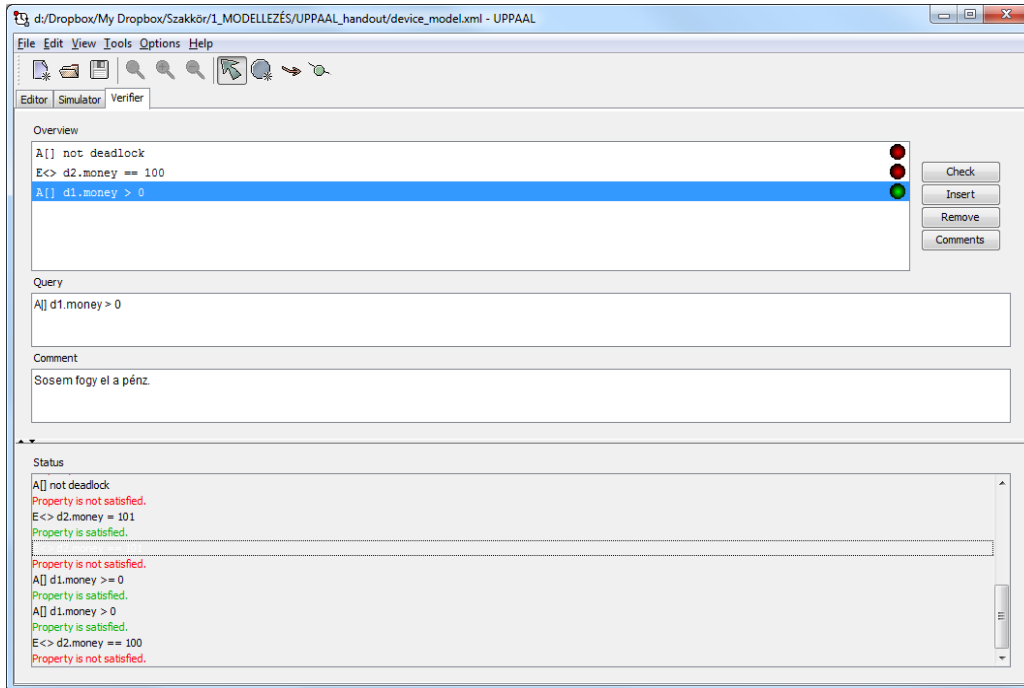 d:/Dropbox/My Dropbox/Szakkör/1_MODELLEZÉS/UPPAAL_handout/device_model.xml - UPPAAL
File Edit View Tools Options Help
Editor Simulator Verifier
Overview
A[] not deadlock
E<> d2.money == 100
A[] d1.money > 0
Check
Insert
Remove
Comments
Query
A[] d1.money > 0
Comment
Sosem fogy el a pénz.
Status
A[] not deadlock
Property is not satisfied.
E<> d2.money = 101
Property is satisfied.
Property is not satisfied.
A[] d1.money >= 0
Property is satisfied.
A[] d1.money > 0
Property is satisfied.
E<> d2.money == 100
Property is not satisfied.